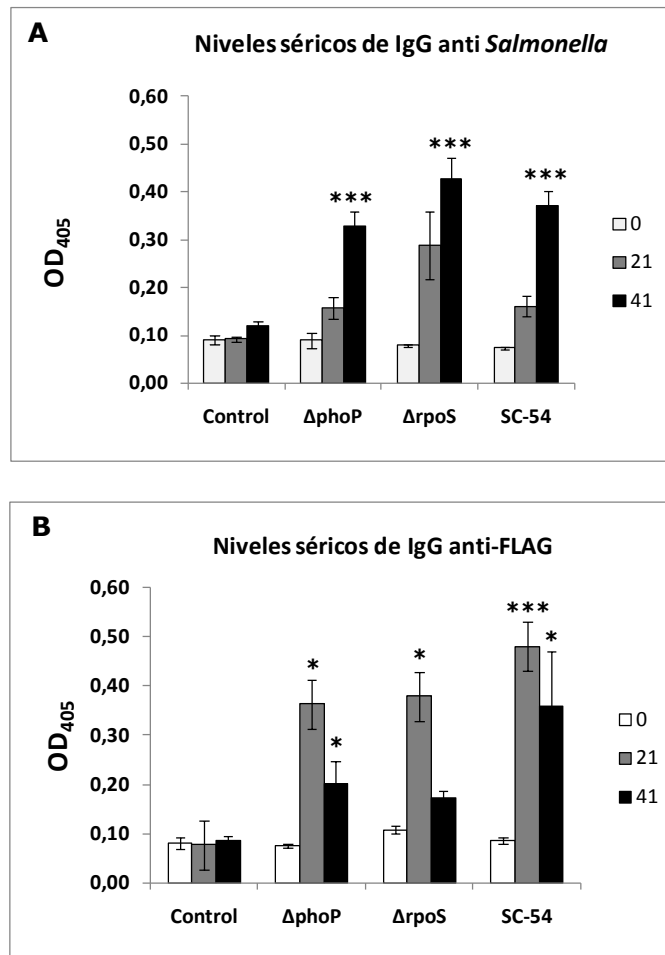 A
Niveles séricos de IgG anti Salmonella
0,60
0,50
0,40
0,30
0,20
0,10
0,00
OD405
***
***
***
0
21
41
Control
ΔphoP
ΔrpoS
SC-54
B
Niveles séricos de IgG anti-FLAG
0,60
0,50
0,40
0,30
0,20
0,10
0,00
OD405
*
*
*
***
*
0
21
41
Control
ΔphoP
ΔrpoS
SC-54